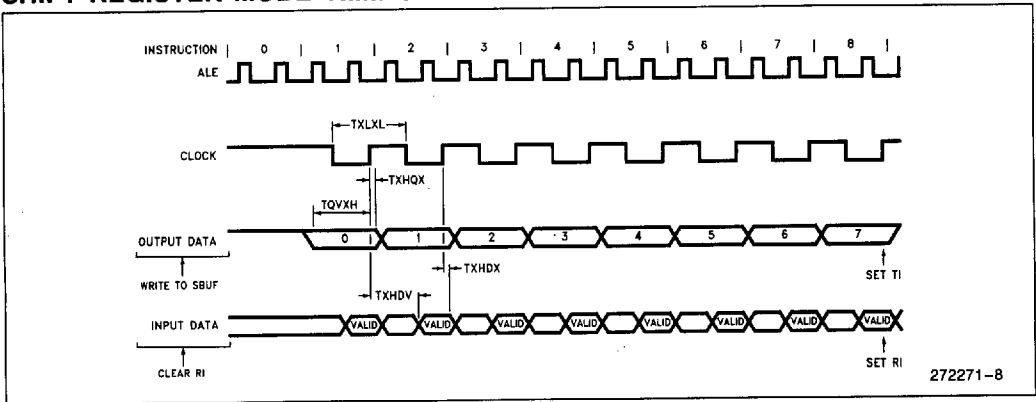 INSTRUCTION | 0 | 1 | 2 | 3 | 4 | 5 | 6 | 7 | 8 |
ALE
TXLXL
CLOCK
TXHQX
TQVXH
OUTPUT DATA 0 1 2 3 4 5 6 7
TXHDX
SET TI
WRITE TO SBUF
TXHDV
INPUT DATA VALID VALID VALID VALID VALID VALID VALID VALID
SET RI
CLEAR RI
272271-8